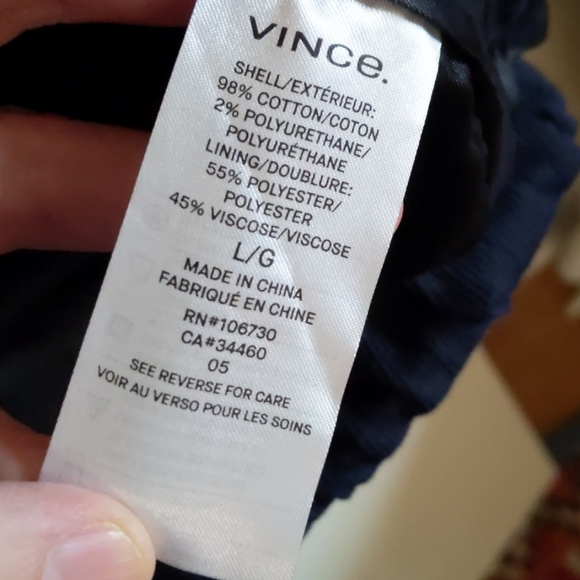 VINCe.
SHELL/EXTÉRIEUR:
98% COTTON/COTON
2% POLYURETHANE/
POLYURÉTHANE
LINING/DOUBLURE:
55% POLYESTER/
POLYESTER
45% VISCOSE/VISCOSE
L/G
MADE IN CHINA
FABRIQUÉ EN CHINE
RN#106730
CA#34460
05
SEE REVERSE FOR CARE
VOIR AU VERSO POUR LES SOINS